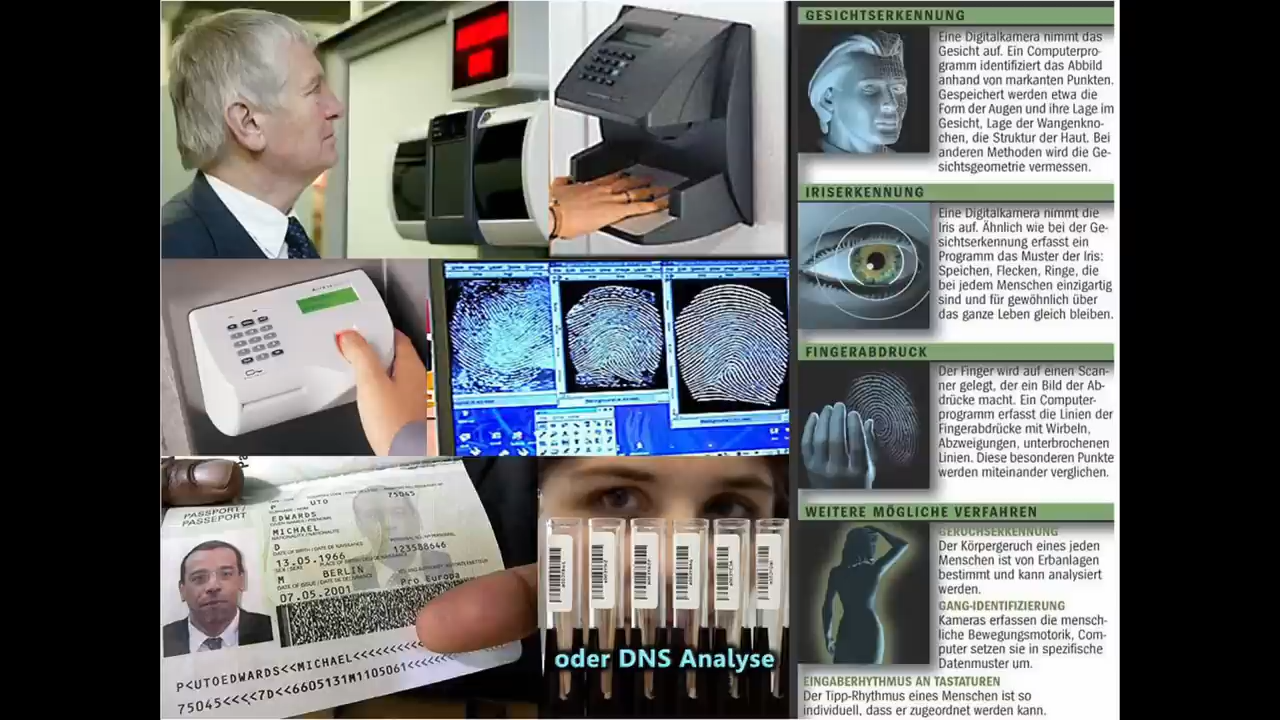 GESICHTSERKENNUNG
Eine Digitalkamera nimmt das
Gesicht auf. Ein Computerpro-
gramm identifiziert das Abbild
anhand von markanten Punkten.
Gespeichert werden etwa die
Form der Augen und ihre Lage im
Gesicht, Lage der Wangenkno-
chen, die Struktur der Haut. Bei
anderen Methoden wird die Ge-
sichtsgeometrie vermessen.
IRISERKENNUNG
Eine Digitalkamera nimmt die
Iris auf. Ähnlich wie bei der Ge-
sichtserkennung erfasst ein
Programm das Muster der Iris:
Speichen, Flecken, Ringe, die
bei jedem Menschen einzigartig
sind und für gewöhnlich über
das ganze Leben gleich bleiben.
FINGERABDRUCK
Der Finger wird auf einen Scan-
ner gelegt, der ein Bild der Ab-
drücke macht. Ein Computer-
programm erfasst die Linien der
Fingerabdrücke mit Wirbeln,
Abzweigungen, unterbrochenen
Linien. Diese besonderen Punkte
werden miteinander verglichen.
WEITERE MÖGLICHE VERFAHREN
GERUCHSERKENNUNG
Der Körpergeruch eines jeden
Menschen ist von Erbanlagen
bestimmt und kann analysiert
werden.
GANG-IDENTIFIZIERUNG
Kameras erfassen die mensch-
liche Bewegungsmotorik, Com-
puter setzen sie in spezifische
Datenmuster um.
EINGABERHYTHMUS AN TASTATUREN
Der Tipp-Rhythmus eines Menschen ist so
individuell, dass er zugeordnet werden kann.
PASSPORT/
PASSEPORT
P UTO 75045
EDWARDS
MICHAEL
D 123588646
13.05.1966
M BERLIN
07.05.2001 Pro Europa
P<UTOEDWARDS<<MICHAEL<<<<<<<<<
75045<<<<7D<<6605131M1105061<<<<<<
oder DNS Analyse